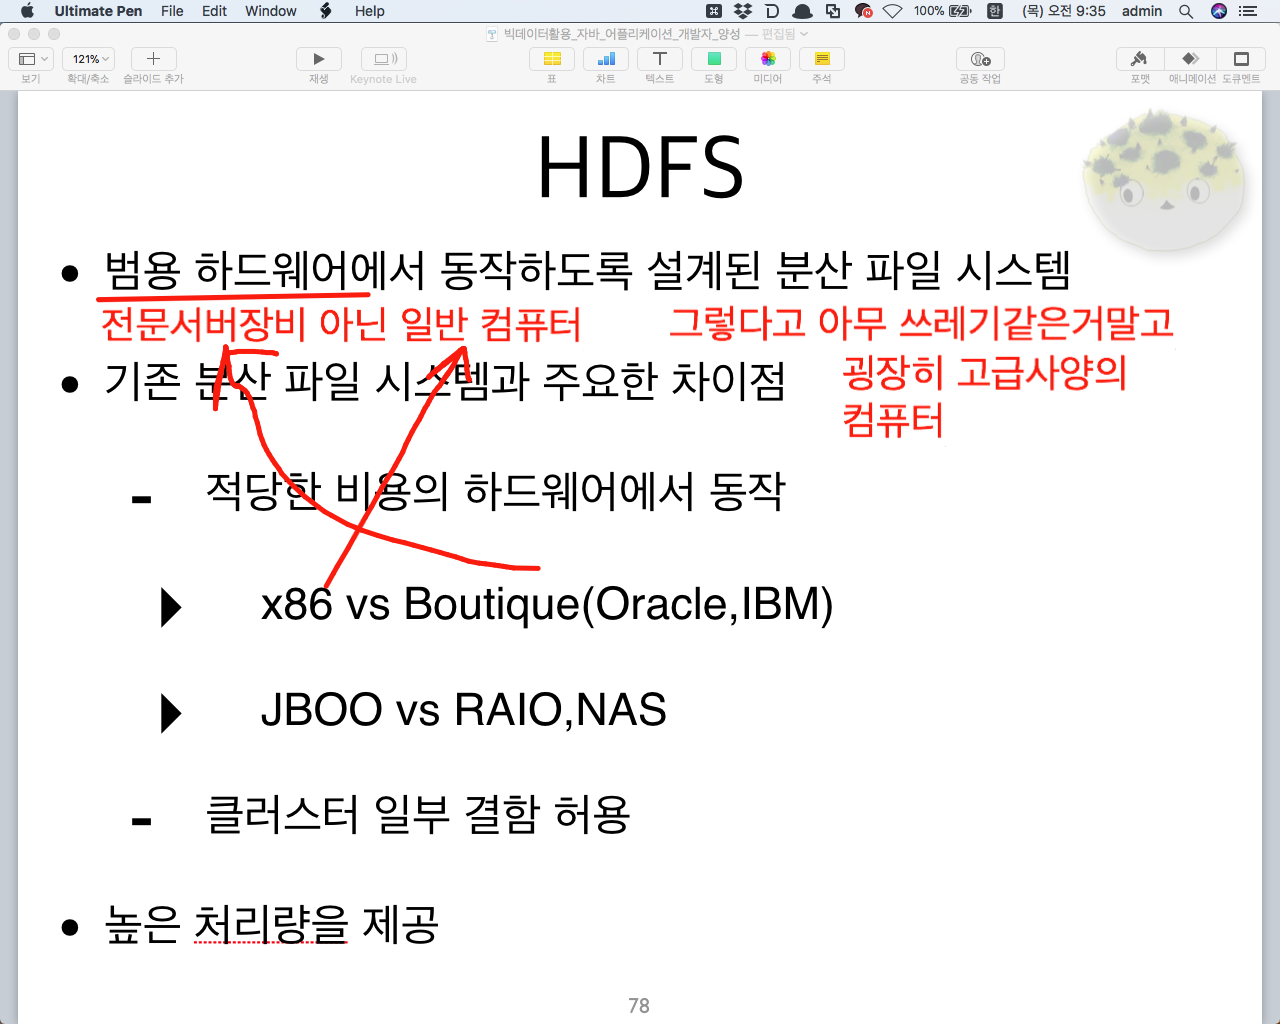 Ultimate Pen File Edit Window Help 100% 한 (목) 오전 9:35 admin
빅데이터활용_자바_어플리케이션_개발자_양성 — 편집됨
121%
보기 확대/축소 슬라이드 추가 재생 Keynote Live 표 차트 텍스트 도형 미디어 주석 공동 작업 포맷 애니메이션 도큐멘트
HDFS
• 범용 하드웨어에서 동작하도록 설계된 분산 파일 시스템
전문서버장비 아닌 일반 컴퓨터 그렇다고 아무 쓰레기같은거말고
굉장히 고급사양의
컴퓨터
• 기존 분산 파일 시스템과 주요한 차이점
- 적당한 비용의 하드웨어에서 동작
x86 vs Boutique(Oracle,IBM)
JBOO vs RAIO,NAS
- 클러스터 일부 결함 허용
• 높은 처리량을 제공
78